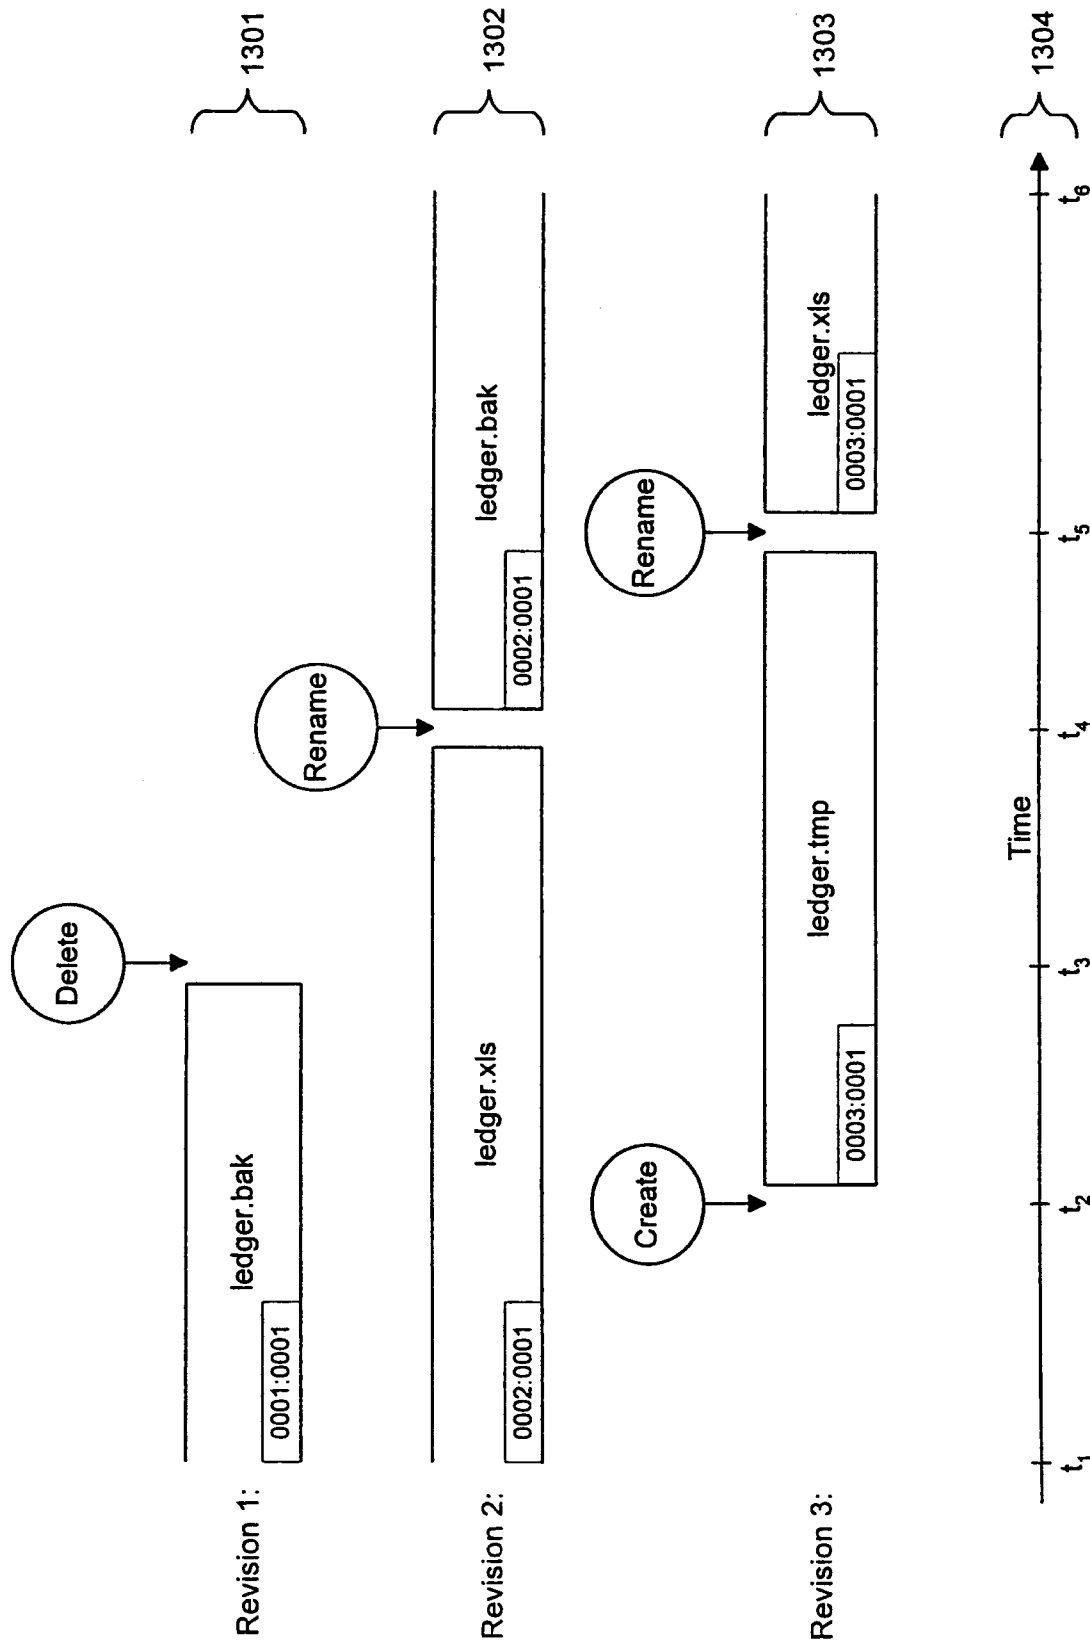 Delete
Revision 1:
0001:0001
ledger.bak
1301
Rename
Revision 2:
0002:0001
ledger.xls
0002:0001
ledger.bak
1302
Create
Rename
Revision 3:
0003:0001
ledger.tmp
0003:0001
ledger.xls
1303
Time
1304
t1
t2
t3
t4
t5
t6